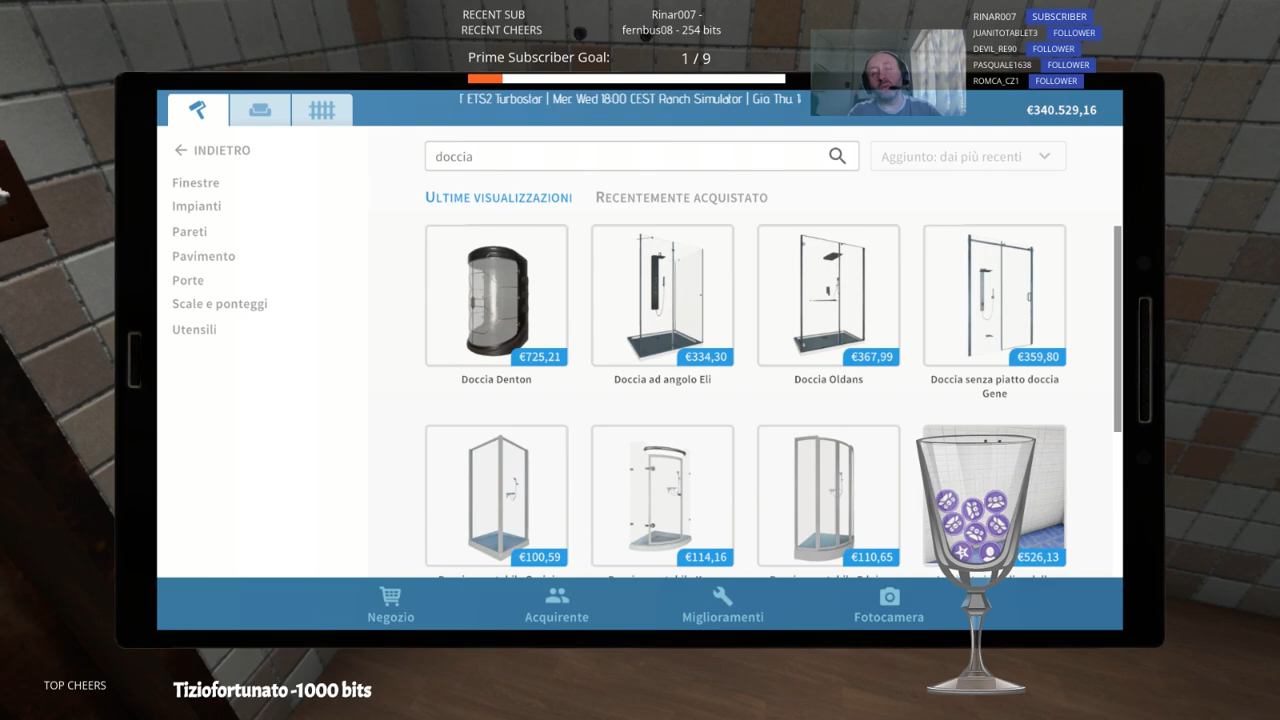 RECENT SUB
Rinar007 -
RECENT CHEERS
fernbus08 - 254 bits
Prime Subscriber Goal:
1 / 9
RINAR007 SUBSCRIBER
JUANITOTABLET3 FOLLOWER
DEVIL_RE90 FOLLOWER
PASQUALE1638 FOLLOWER
ROMCA_CZ1 FOLLOWER
ETS2 Turbostar | Mer. Wed 18:00 CEST Ranch Simulator | Gio. Thu.
€340.529,16
INDIETRO
Finestre
Impianti
Pareti
Pavimento
Porte
Scale e ponteggi
Utensili
doccia
Aggiunto: dai più recenti
ULTIME VISUALIZZAZIONI
RECENTEMENTE ACQUISTATO
€725,21
€334,30
€367,99
€359,80
Doccia Denton
Doccia ad angolo Eli
Doccia Oldans
Doccia senza piatto doccia
Gene
€100,59
€114,16
€110,65
€526,13
Negozio
Acquirente
Miglioramenti
Fotocamera
TOP CHEERS
Tiziofortunato -1000 bits